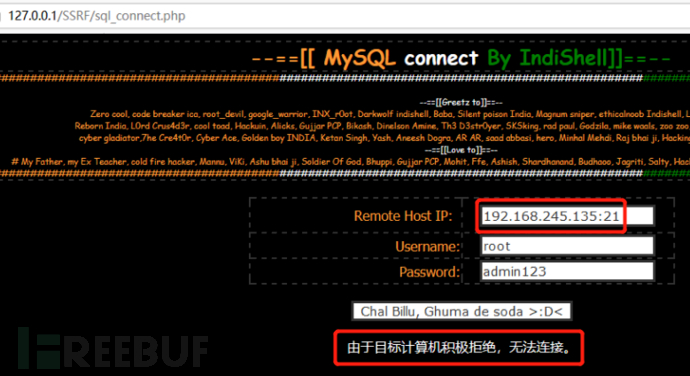 127.0.0.1/SSRF/sql_connect.php
--==[[ MySQL connect By IndiShell]]==--
--==[[Greetz to]]==--
Zero cool, code breaker ica, root_devil, google_warrior, INX_r0ot, Darkwolf indishell, Baba, Silent poison India, Magnum sniper, ethicalnoob Indishell, L
Reborn India, L0rd Crus4d3r, cool toad, Hackuin, Alicks, Gujjar PCP, Bikash, Dinelson Amine, Th3 D3str0yer, SKSking, rad paul, Godzila, mike waals, zoo zoo
cyber gladiator,7he Cre4t0r, Cyber Ace, Golden boy INDIA, Ketan Singh, Yash, Aneesh Dogra, AR AR, saad abbasi, hero, Minhal Mehdi, Raj bhai ji, Hacking
--==[[Love to]]==--
# My Father, my Ex Teacher, cold fire hacker, Mannu, ViKi, Ashu bhai ji, Soldier Of God, Bhuppi, Gujjar PCP, Mohit, Ffe, Ashish, Shardhanand, Budhaoo, Jagriti, Salty, Hac
Remote Host IP: 192.168.245.135:21
Username: root
Password: admin123
Chal Billu, Ghuma de soda >:D<
由于目标计算机积极拒绝，无法连接。
FREEBUF